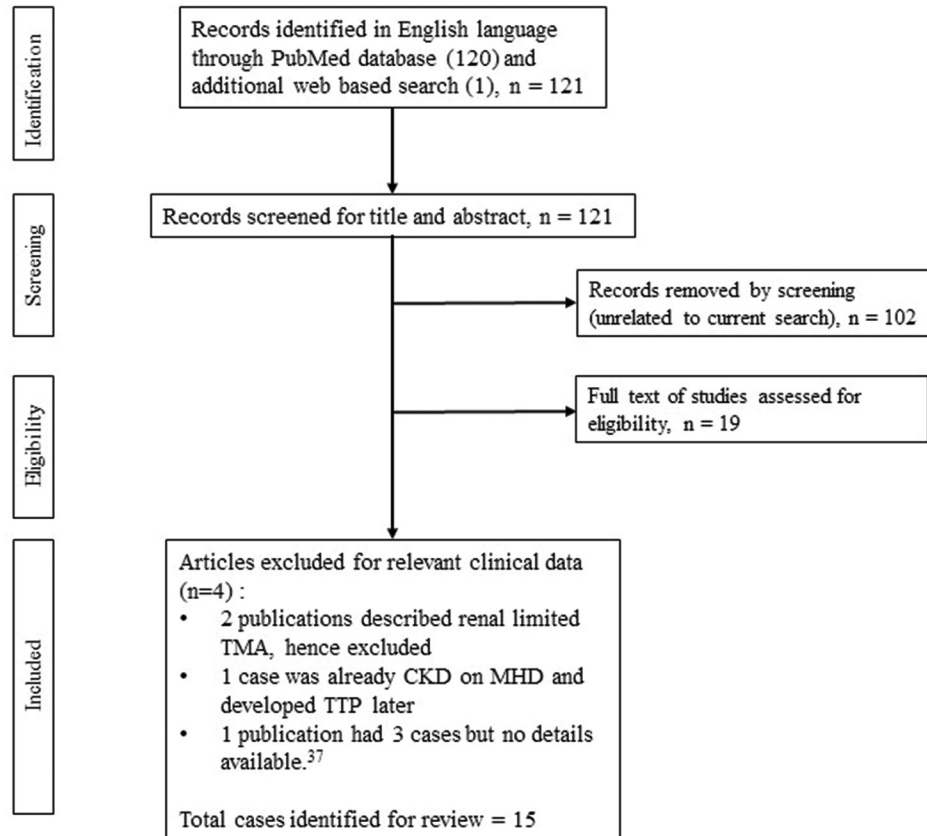 Identification
Records identified in English language
through PubMed database (120) and
additional web based search (1), n = 121
Screening
Records screened for title and abstract, n = 121
Records removed by screening
(unrelated to current search), n = 102
Eligibility
Full text of studies assessed for
eligibility, n = 19
Included
Articles excluded for relevant clinical data
(n=4) :
• 2 publications described renal limited
TMA, hence excluded
• 1 case was already CKD on MHD and
developed TTP later
• 1 publication had 3 cases but no details
available.³⁷
Total cases identified for review = 15